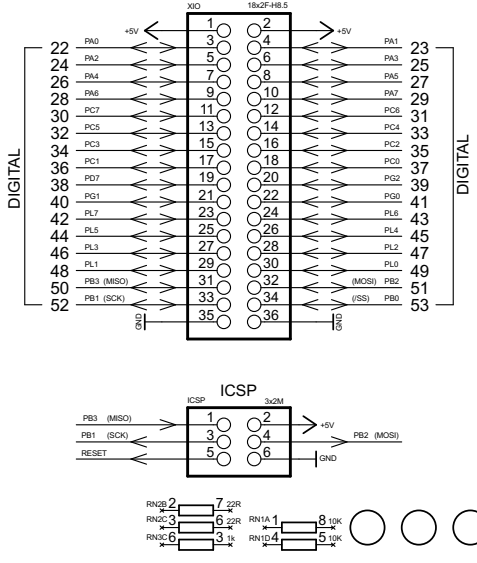 XIO 18x2F-H8.5
+5V 1 2 +5V
22 PA0 3 4 PA1 23
24 PA2 5 6 PA3 25
26 PA4 7 8 PA5 27
28 PA6 9 10 PA7 29
30 PC7 11 12 PC6 31
32 PC5 13 14 PC4 33
34 PC3 15 16 PC2 35
36 PC1 17 18 PC0 37
38 PD7 19 20 PG2 39
40 PG1 21 22 PG0 41
42 PL7 23 24 PL6 43
44 PL5 25 26 PL4 45
46 PL3 27 28 PL2 47
48 PL1 29 30 PL0 49
50 PB3 (MISO) 31 32 (MOSI) PB2 51
52 PB1 (SCK) 33 34 (/SS) PB0 53
GND 35 36 GND
DIGITAL
DIGITAL
ICSP
ICSP 3x2M
PB3 (MISO) 1 2 +5V
PB1 (SCK) 3 4 PB2 (MOSI)
RESET 5 6 GND
RN2B 2 7 22R
RN2C 3 6 22R RN1A 1 8 10K
RN3C 6 3 1k RN1D 4 5 10K